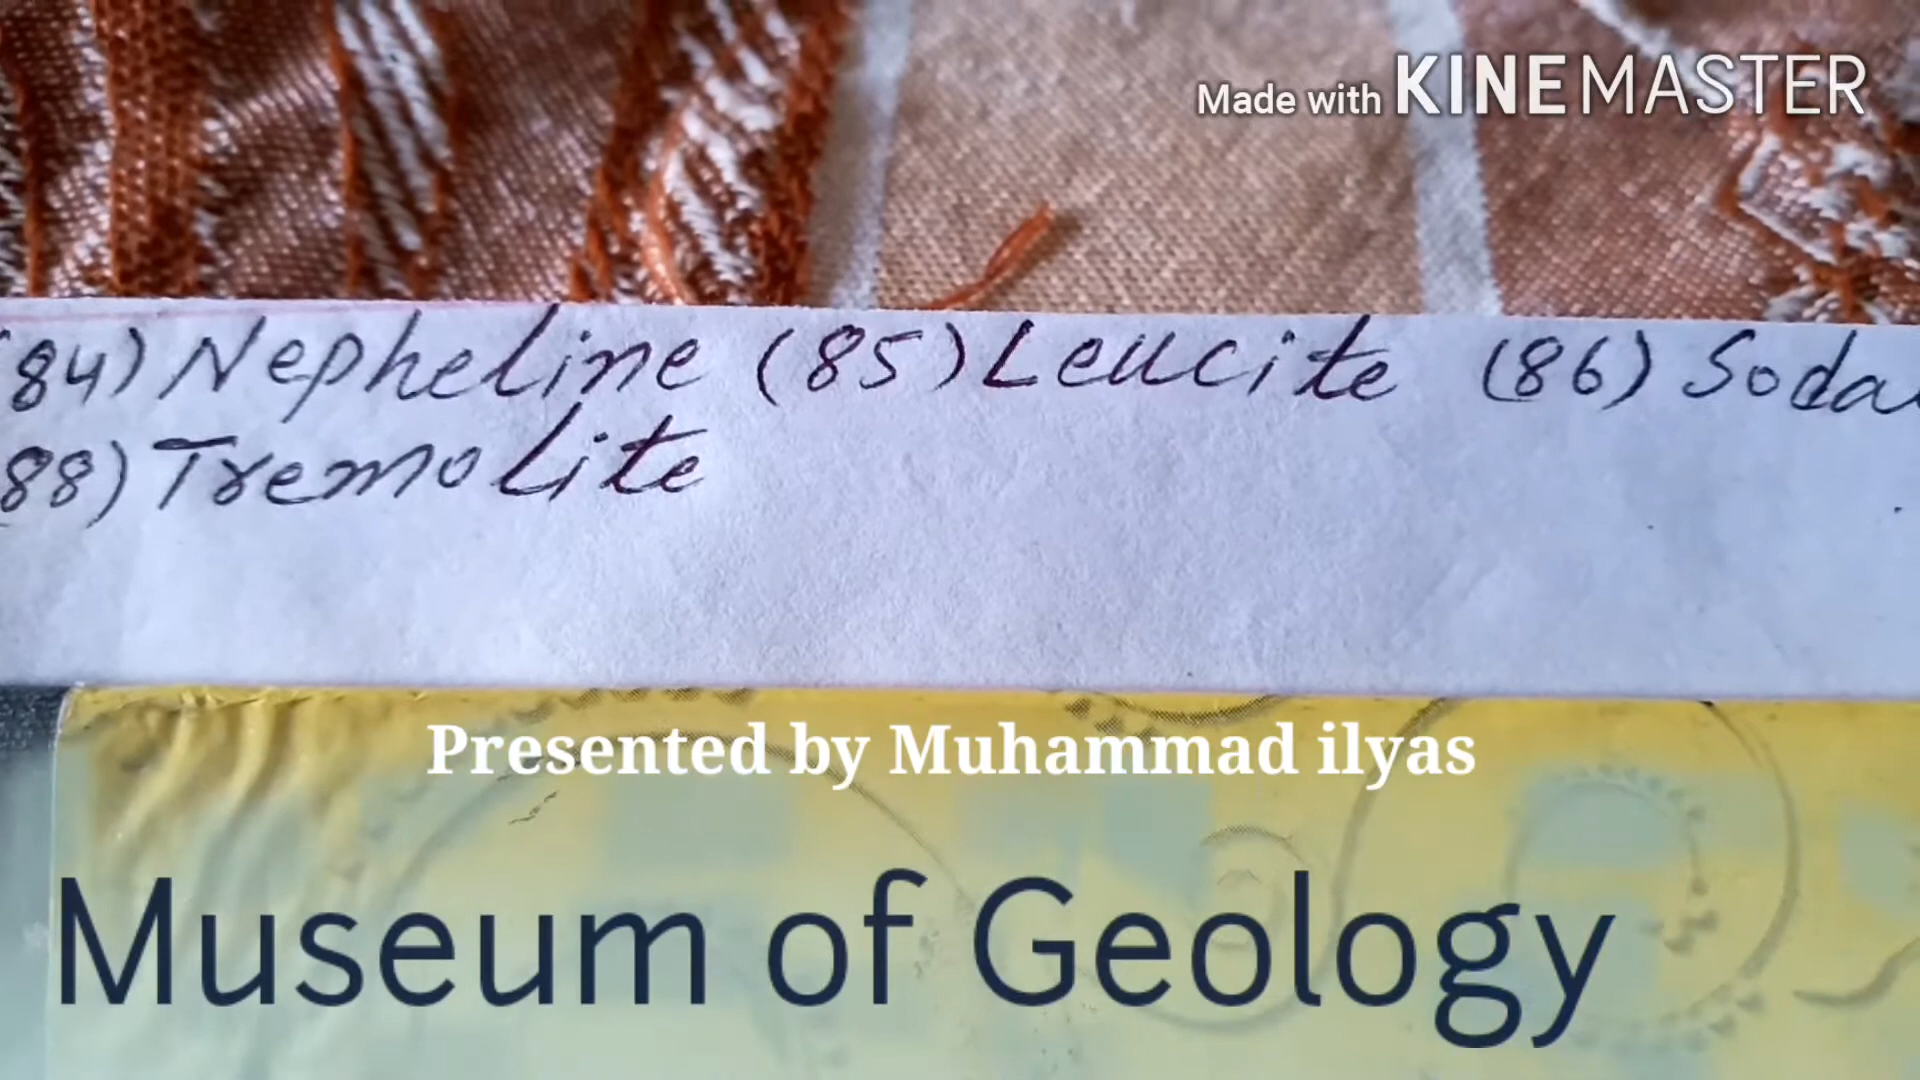 Made with KINEMASTER
(84) Nepheline (85) Leucite (86) Soda
88) Tremolite
Presented by Muhammad ilyas
Museum of Geology